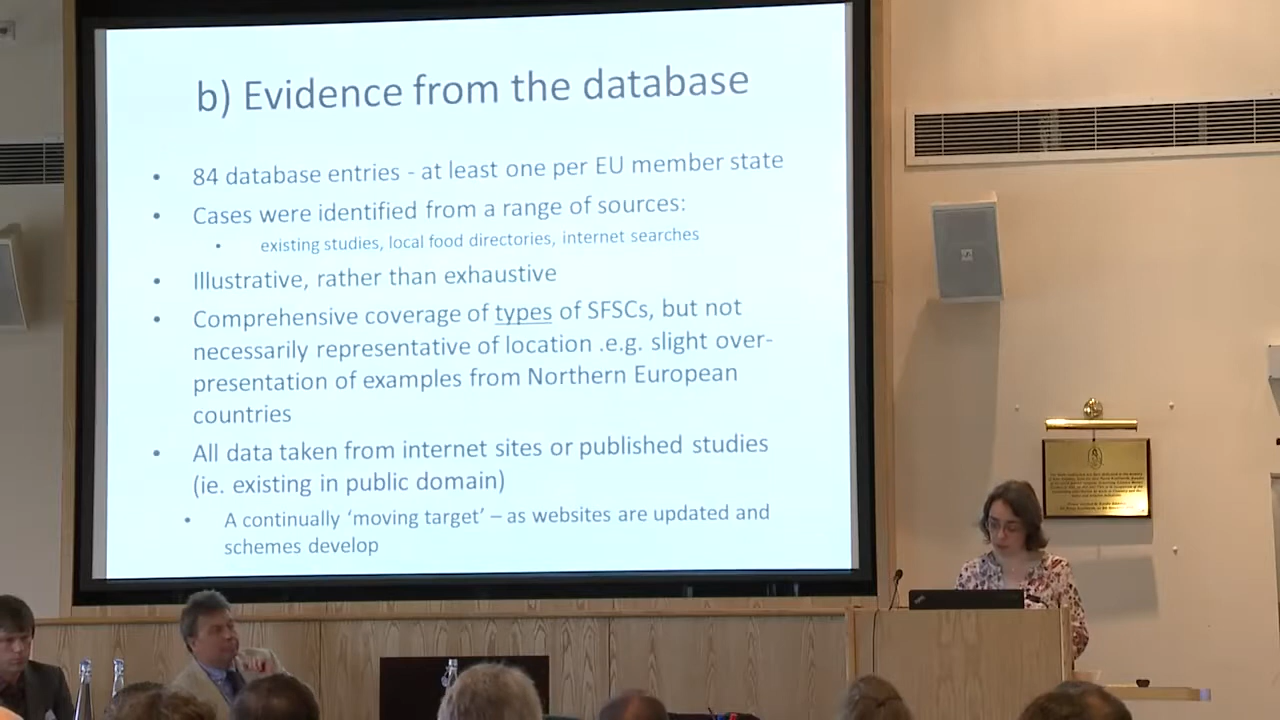 b) Evidence from the database
• 84 database entries - at least one per EU member state
• Cases were identified from a range of sources:
• existing studies, local food directories, internet searches
• Illustrative, rather than exhaustive
• Comprehensive coverage of types of SFSCs, but not
necessarily representative of location .e.g. slight over-
presentation of examples from Northern European
countries
• All data taken from internet sites or published studies
(ie. existing in public domain)
• A continually ‘moving target’ – as websites are updated and
schemes develop